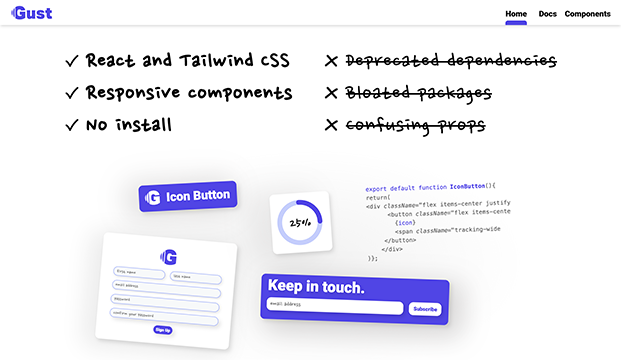 Gust
Home Docs Components
✓ React and Tailwind CSS
✓ Responsive components
✓ No install
✕ Deprecated dependencies
✕ Bloated packages
✕ confusing props
G Icon Button
25%
export default function IconButton(){
return(
<div className="flex items-center justify
<button className="flex items-cente
{icon}
<span className="tracking-wide
</button>
</div>
)};
G
first name last name
email address
password
confirm your password
Sign Up
Keep in touch.
email address
Subscribe